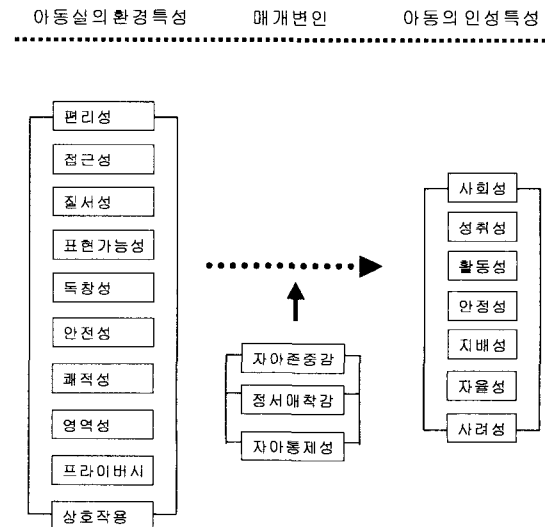 아동실의환경특성
매개변인
아동의 인성특성
편리성
접근성
질서성
표현가능성
독창성
안전성
쾌적성
영역성
프라이버시
상호작용
자아존중감
정서애착감
자아통제성
사회성
성취성
활동성
안정성
지배성
자율성
사려성